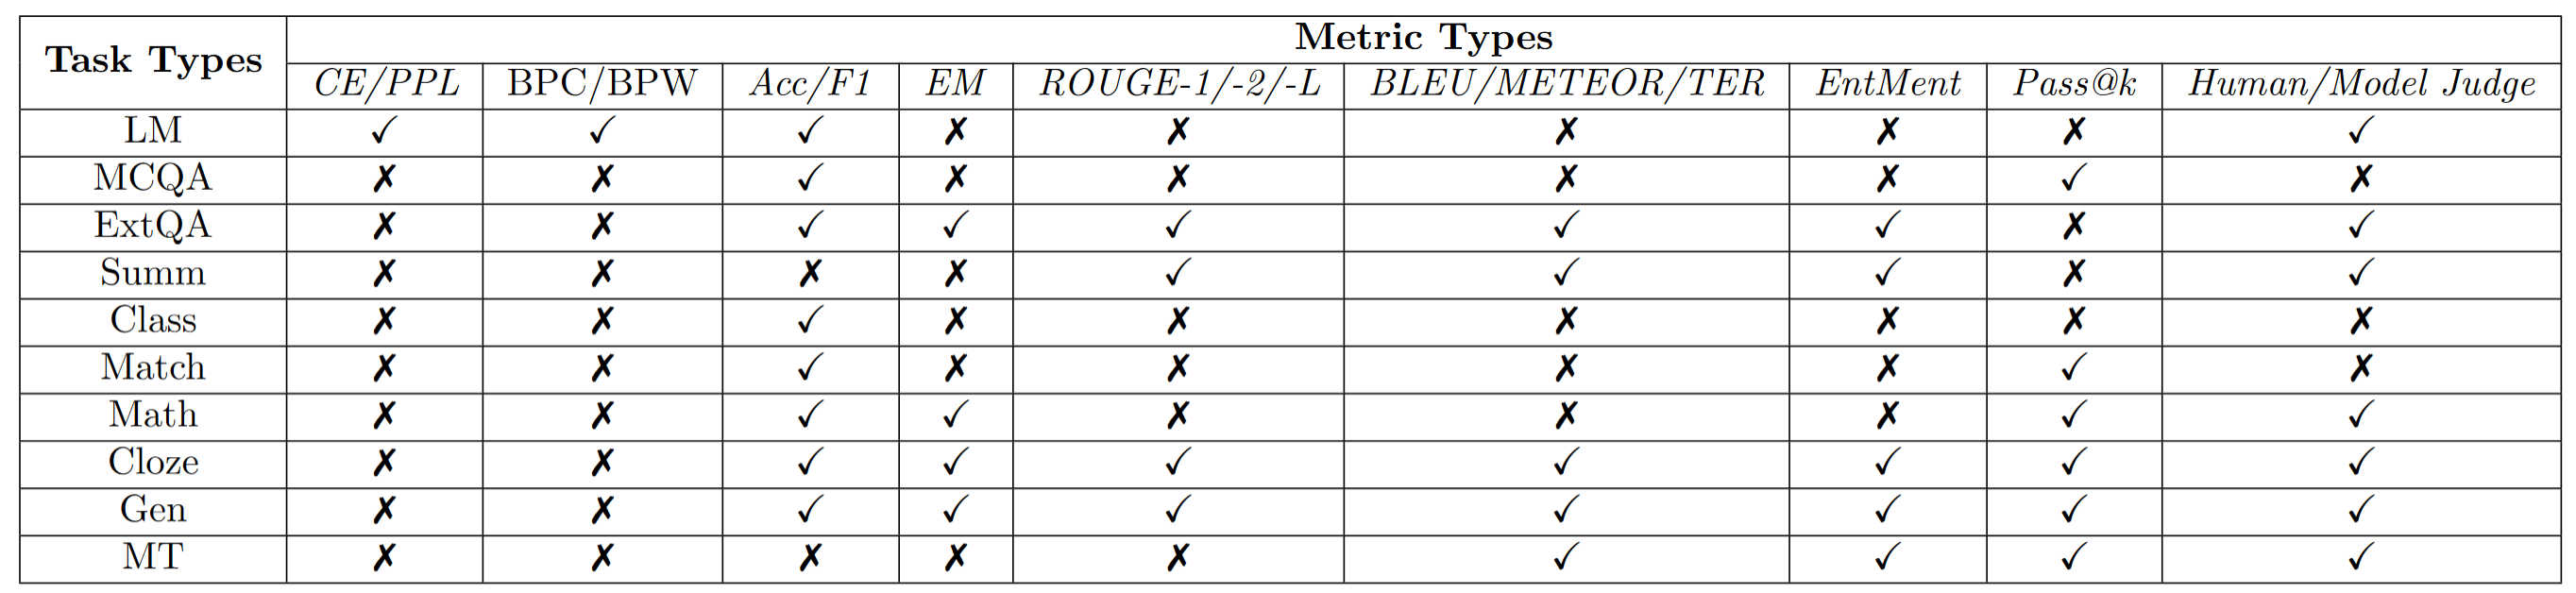 Task Types Metric Types
CE/PPL BPC/BPW Acc/F1 EM ROUGE-1/-2/-L BLEU/METEOR/TER EntMent Pass@k Human/Model Judge
LM ✓ ✓ ✓ ✗ ✗ ✗ ✗ ✗ ✓
MCQA ✗ ✗ ✓ ✗ ✗ ✗ ✗ ✓ ✗
ExtQA ✗ ✗ ✓ ✓ ✓ ✓ ✓ ✗ ✓
Summ ✗ ✗ ✗ ✗ ✓ ✓ ✓ ✗ ✓
Class ✗ ✗ ✓ ✗ ✗ ✗ ✗ ✗ ✗
Match ✗ ✗ ✓ ✗ ✗ ✗ ✗ ✓ ✗
Math ✗ ✗ ✓ ✓ ✗ ✗ ✗ ✓ ✓
Cloze ✗ ✗ ✓ ✓ ✓ ✓ ✓ ✓ ✓
Gen ✗ ✗ ✓ ✓ ✓ ✓ ✓ ✓ ✓
MT ✗ ✗ ✗ ✗ ✗ ✓ ✓ ✓ ✓